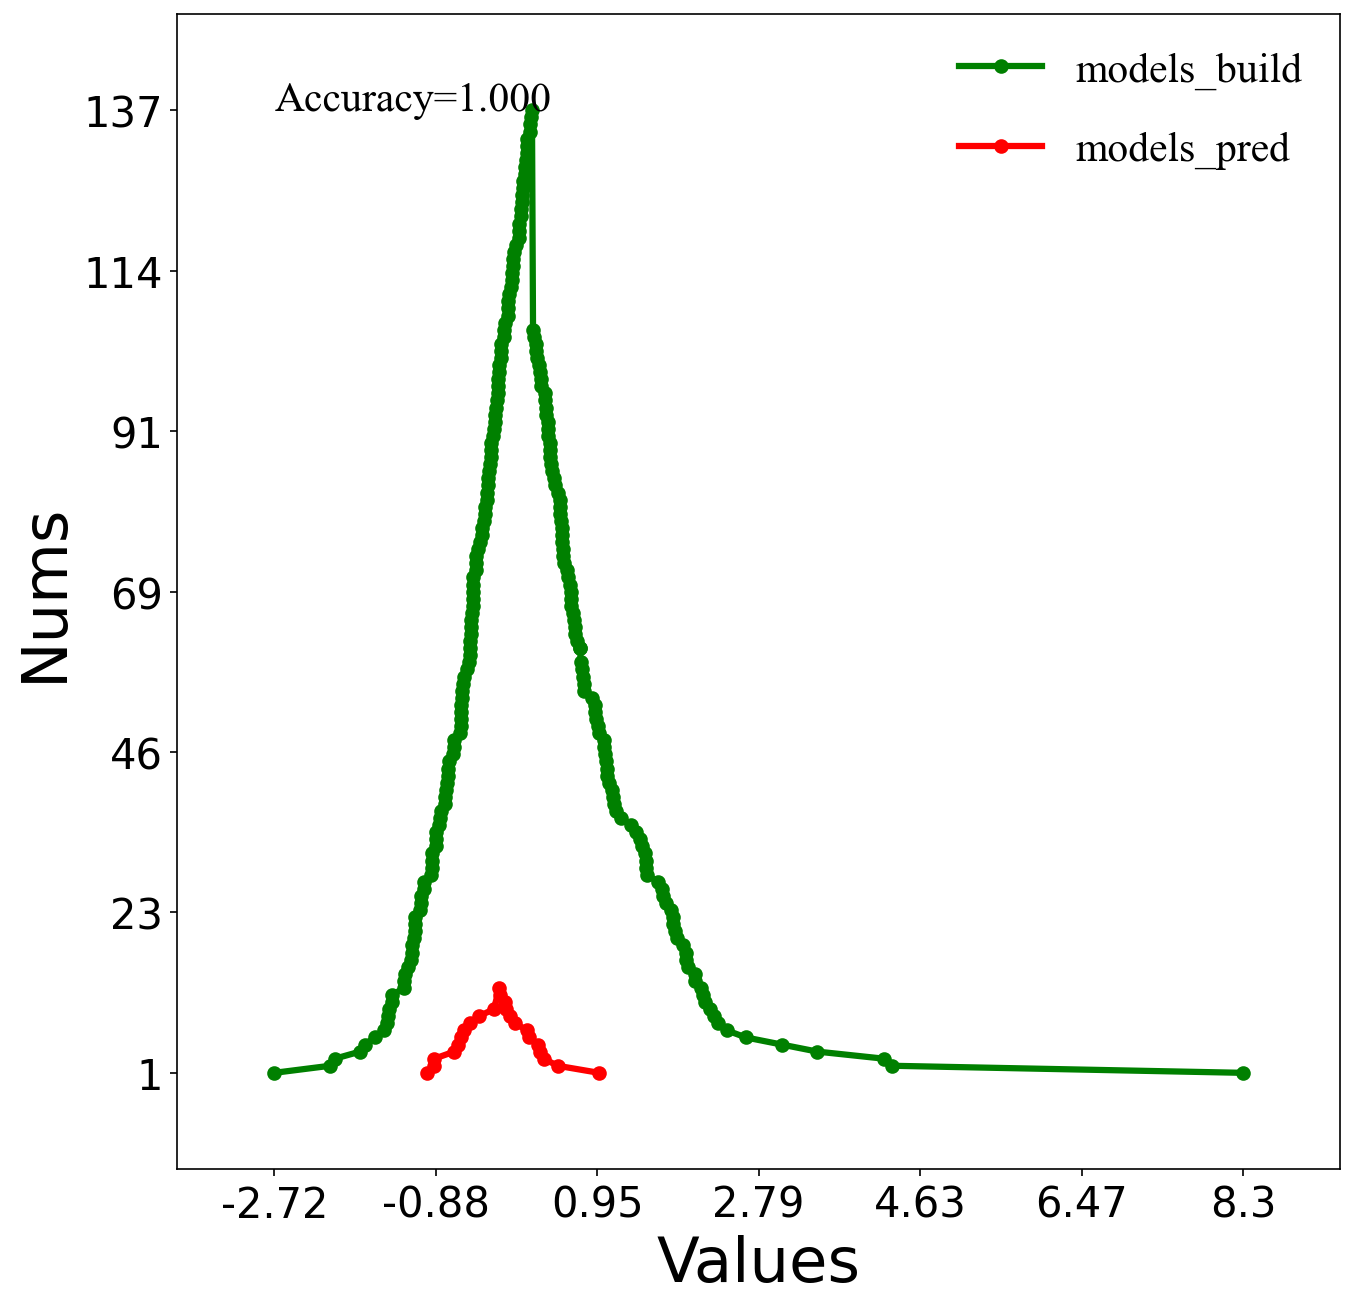 Accuracy=1.000
models_build
models_pred
137
114
91
69
46
23
1
Nums
-2.72 -0.88 0.95 2.79 4.63 6.47 8.3
Values